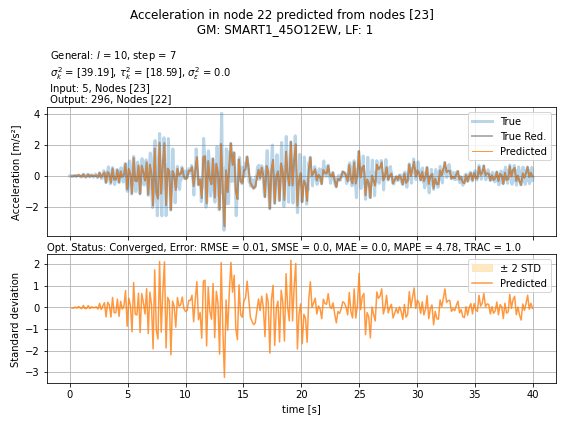 Acceleration in node 22 predicted from nodes [23]
GM: SMART1_45O12EW, LF: 1
General: l = 10, step = 7
σ²ₖ = [39.19], τ²ₖ = [18.59], σ²ε = 0.0
Input: 5, Nodes [23]
Output: 296, Nodes [22]
Acceleration [m/s²]
4
2
0
−2
True
True Red.
Predicted
Opt. Status: Converged, Error: RMSE = 0.01, SMSE = 0.0, MAE = 0.0, MAPE = 4.78, TRAC = 1.0
Standard deviation
2
1
0
−1
−2
−3
± 2 STD
Predicted
0 5 10 15 20 25 30 35 40
time [s]